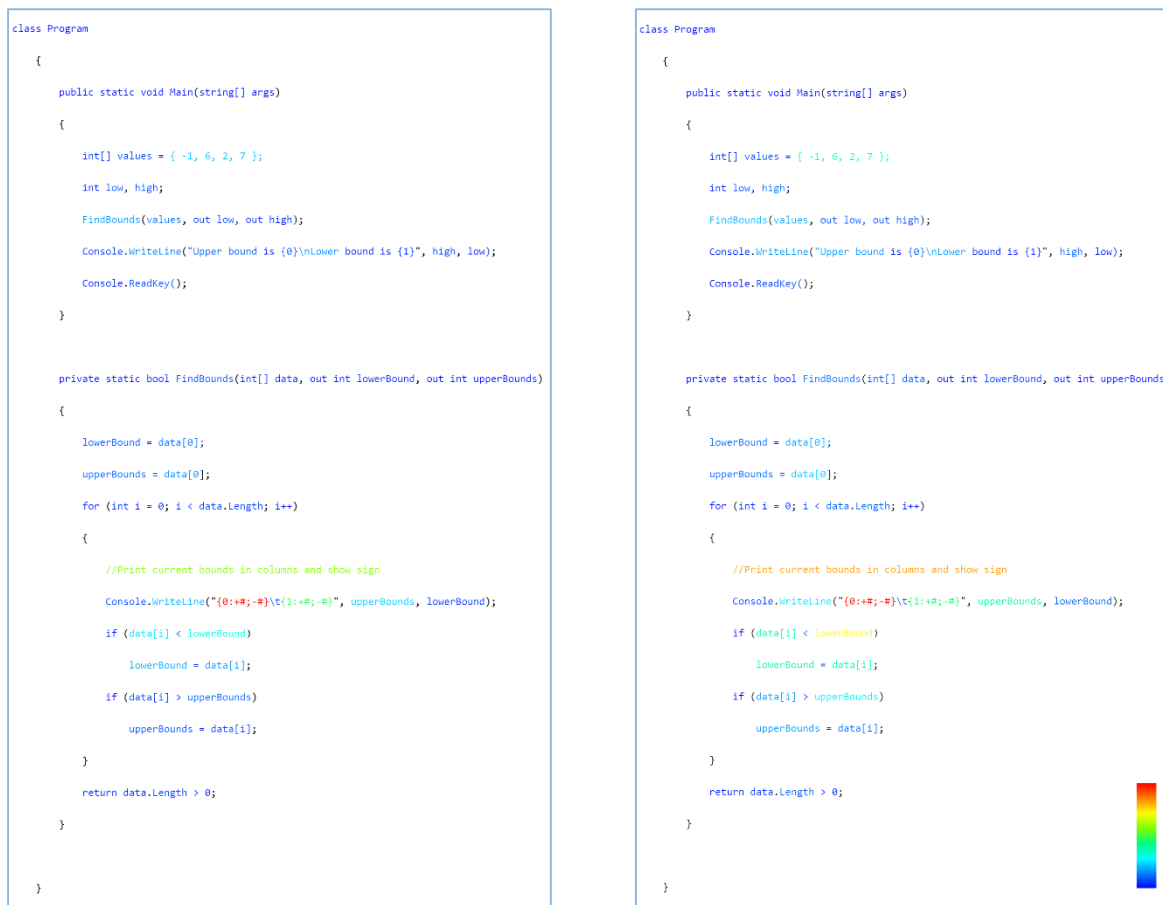 class Program
{
public static void Main(string[] args)
{
int[] values = { -1, 6, 2, 7 };
int low, high;
FindBounds(values, out low, out high);
Console.WriteLine("Upper bound is {0}\nLower bound is {1}", high, low);
Console.ReadKey();
}
private static bool FindBounds(int[] data, out int lowerBound, out int upperBounds)
{
lowerBound = data[0];
upperBounds = data[0];
for (int i = 0; i < data.Length; i++)
{
//Print current bounds in columns and show sign
Console.WriteLine("{0:+#;-#}\t{1:+#;-#}", upperBounds, lowerBound);
if (data[i] < lowerBound)
lowerBound = data[i];
if (data[i] > upperBounds)
upperBounds = data[i];
}
return data.Length > 0;
}
}
class Program
{
public static void Main(string[] args)
{
int[] values = { -1, 6, 2, 7 };
int low, high;
FindBounds(values, out low, out high);
Console.WriteLine("Upper bound is {0}\nLower bound is {1}", high, low);
Console.ReadKey();
}
private static bool FindBounds(int[] data, out int lowerBound, out int upperBounds
{
lowerBound = data[0];
upperBounds = data[0];
for (int i = 0; i < data.Length; i++)
{
//Print current bounds in columns and show sign
Console.WriteLine("{0:+#;-#}\t{1:+#;-#}", upperBounds, lowerBound);
if (data[i] < lowerBound)
lowerBound = data[i];
if (data[i] > upperBounds)
upperBounds = data[i];
}
return data.Length > 0;
}
}